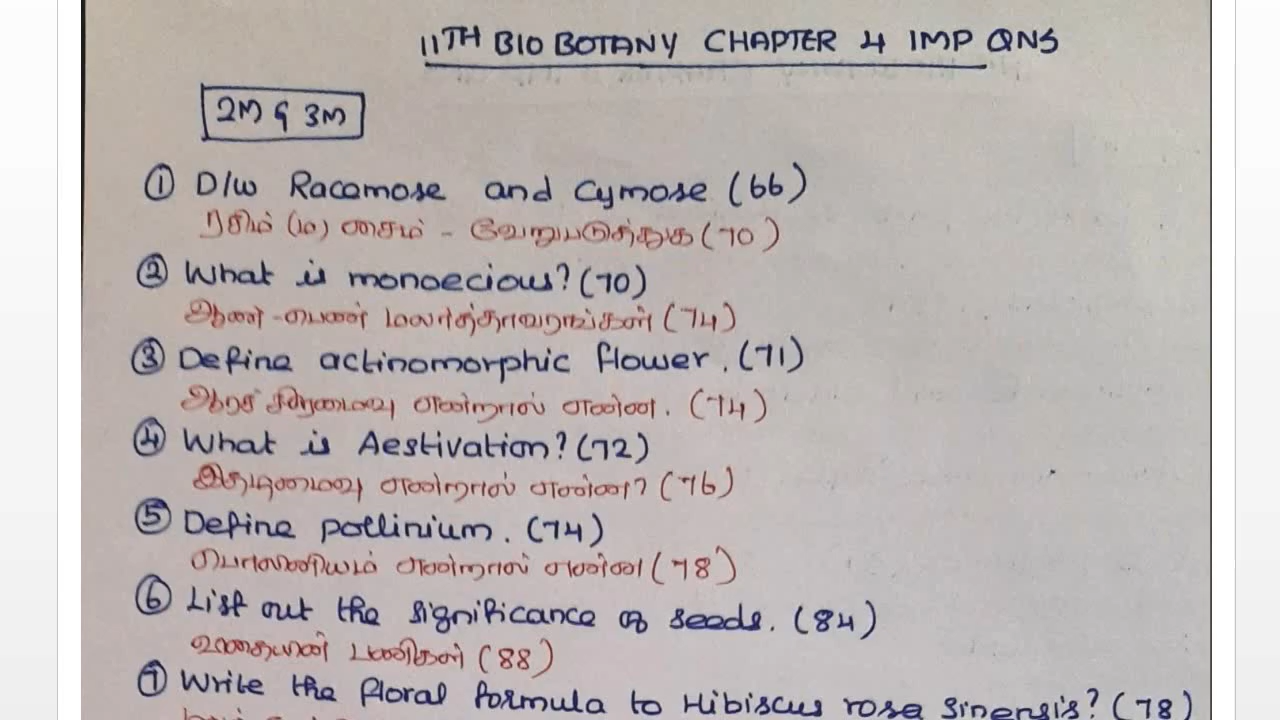 11TH BIO BOTANY CHAPTER 4 IMP QNS
2M & 3M
① D/W Racemose and Cymose (66)
ரசிம் (ம) சைம் - வேறுபடுத்துக (70)
② What is monoecious? (70)
ஆண் -பெண் மலர்த்தாவரங்கள் (74)
③ Define actinomorphic flower. (71)
ஆரச் சீரமைவு என்றால் என்ன. (74)
④ What is Aestivation? (72)
இதழமைவு என்றால் என்ன? (76)
⑤ Define pollinium. (74)
பொலினியம் என்றால் என்ன (78)
⑥ List out the significance of seeds. (84)
விதையின் பணிகள் (88)
⑦ Write the floral formula to Hibiscus rosa sinensis? (78)